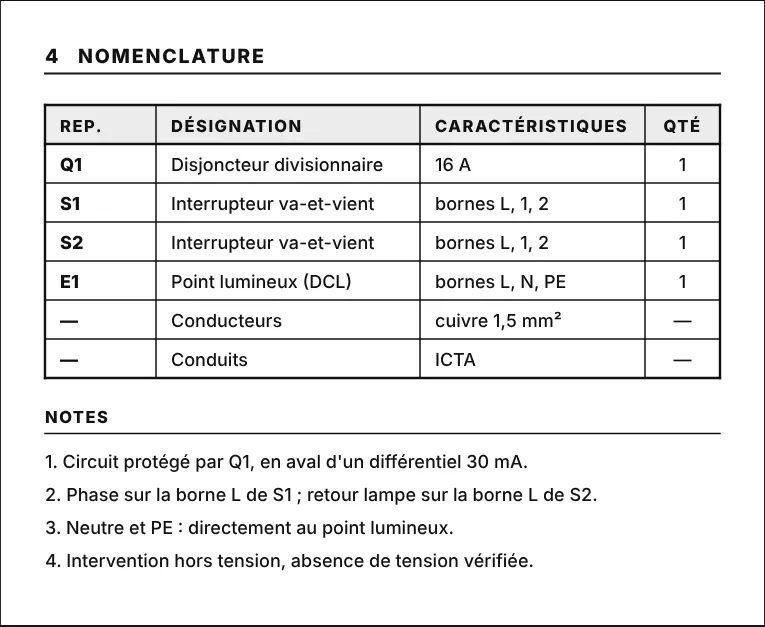 4 NOMENCLATURE
REP. DÉSIGNATION CARACTÉRISTIQUES QTÉ
Q1 Disjoncteur divisionnaire 16 A 1
S1 Interrupteur va-et-vient bornes L, 1, 2 1
S2 Interrupteur va-et-vient bornes L, 1, 2 1
E1 Point lumineux (DCL) bornes L, N, PE 1
— Conducteurs cuivre 1,5 mm² —
— Conduits ICTA —
NOTES
1. Circuit protégé par Q1, en aval d'un différentiel 30 mA.
2. Phase sur la borne L de S1 ; retour lampe sur la borne L de S2.
3. Neutre et PE : directement au point lumineux.
4. Intervention hors tension, absence de tension vérifiée.